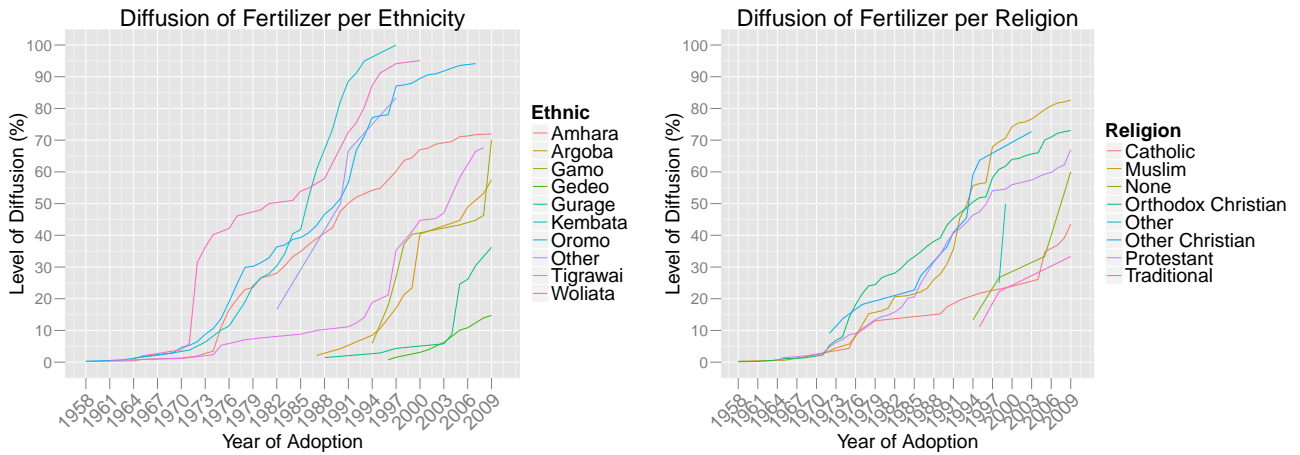 Diffusion of Fertilizer per Ethnicity
Level of Diffusion (%)
100
90
80
70
60
50
40
30
20
10
0
1958
1961
1964
1967
1970
1973
1976
1979
1982
1985
1988
1991
1994
1997
2000
2003
2006
2009
Year of Adoption
Ethnic
Amhara
Argoba
Gamo
Gedeo
Gurage
Kembata
Oromo
Other
Tigrawai
Woliata
Diffusion of Fertilizer per Religion
Level of Diffusion (%)
100
90
80
70
60
50
40
30
20
10
0
1958
1961
1964
1967
1970
1973
1976
1979
1982
1985
1988
1991
1994
1997
2000
2003
2006
2009
Year of Adoption
Religion
Catholic
Muslim
None
Orthodox Christian
Other
Other Christian
Protestant
Traditional